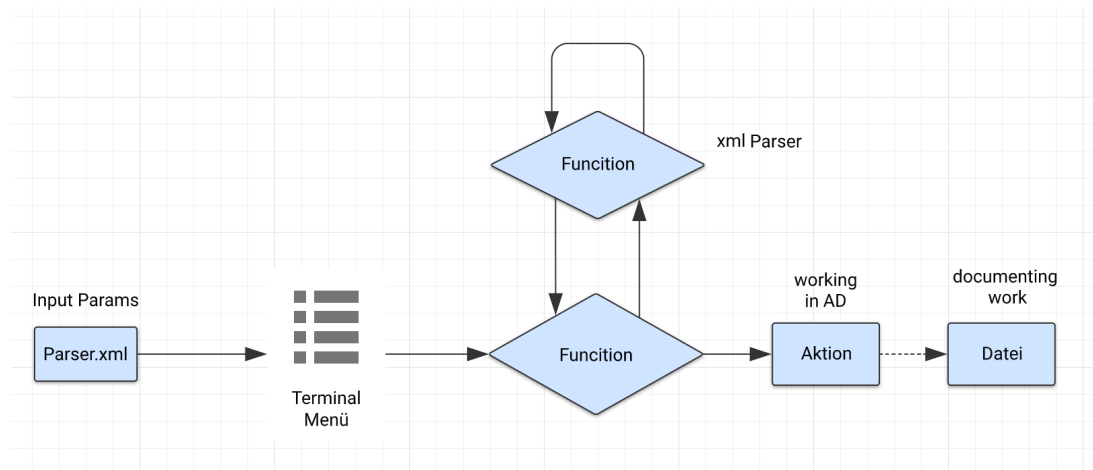 Funcition
xml Parser
Input Params
Parser.xml
Terminal
Menü
Funcition
working
in AD
Aktion
documenting
work
Datei